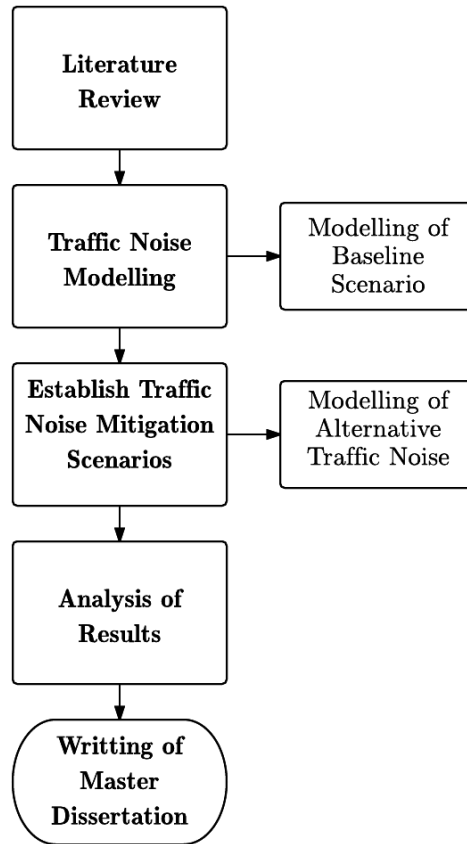 Literature
Review
Traffic Noise
Modelling
Modelling of
Baseline
Scenario
Establish Traffic
Noise Mitigation
Scenarios
Modelling of
Alternative
Traffic Noise
Analysis of
Results
Writting of
Master
Dissertation